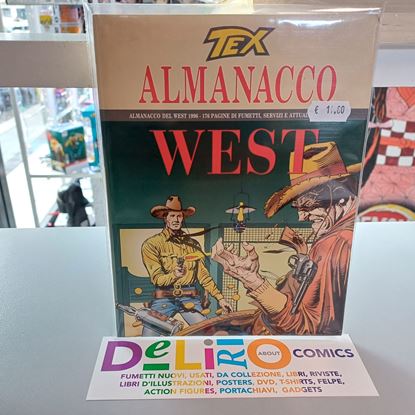 TEX
ALMANACCO
ALMANACCO DEL WEST 1996 - 176 PAGINE DI FUMETTI, SERVIZI E
WEST
DeLiRiO ABOUT COMICS
FUMETTI NUOVI, USATI, DA COLLEZIONE, LIBRI, RIVISTE,
LIBRI D'ILLUSTRAZIONI, POSTERS, DVD, T-SHIRTS, FELPE,
ACTION FIGURES, PORTACHIAVI, GADGETS